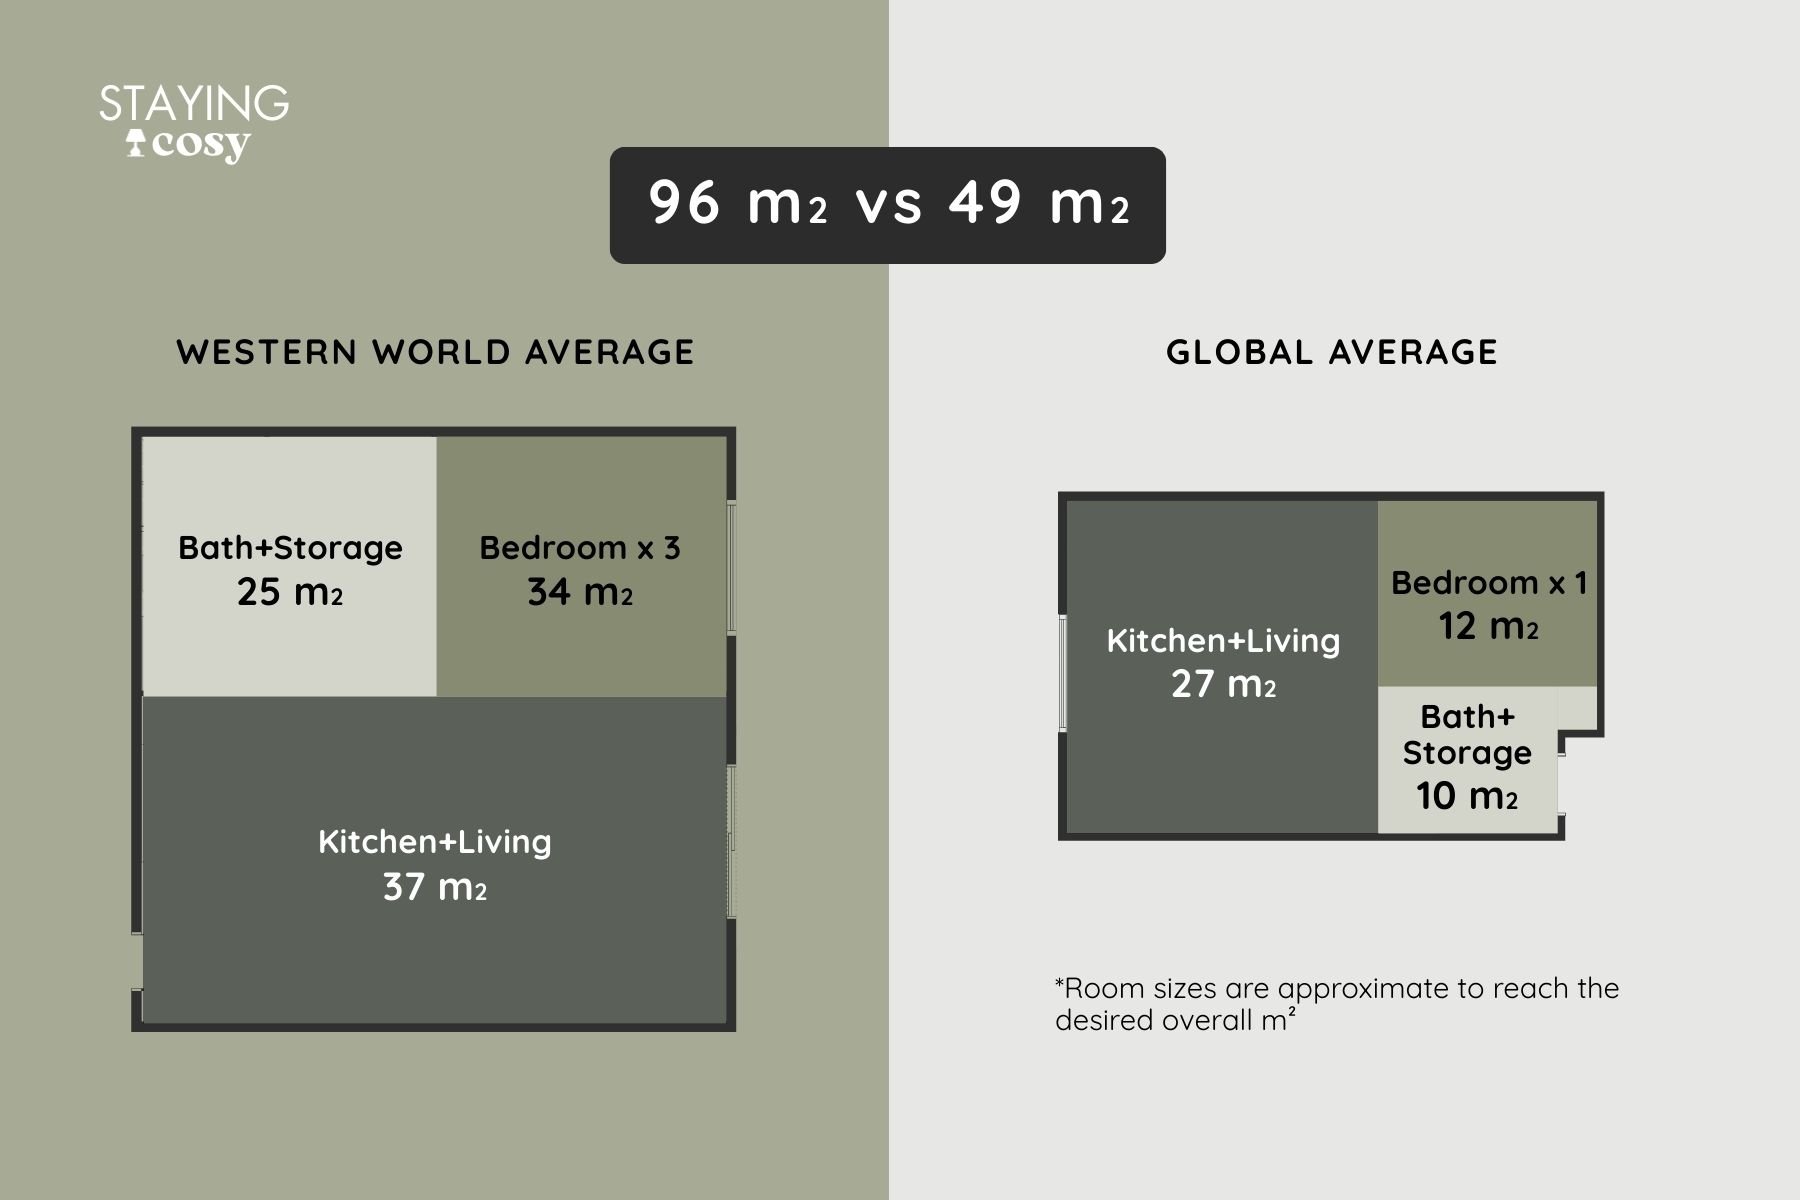 STAYING
cosy
96 m2 vs 49 m2
WESTERN WORLD AVERAGE
Bath+Storage
25 m2
Bedroom x 3
34 m2
Kitchen+Living
37 m2
GLOBAL AVERAGE
Kitchen+Living
27 m2
Bedroom x 1
12 m2
Bath+
Storage
10 m2
*Room sizes are approximate to reach the
desired overall m²